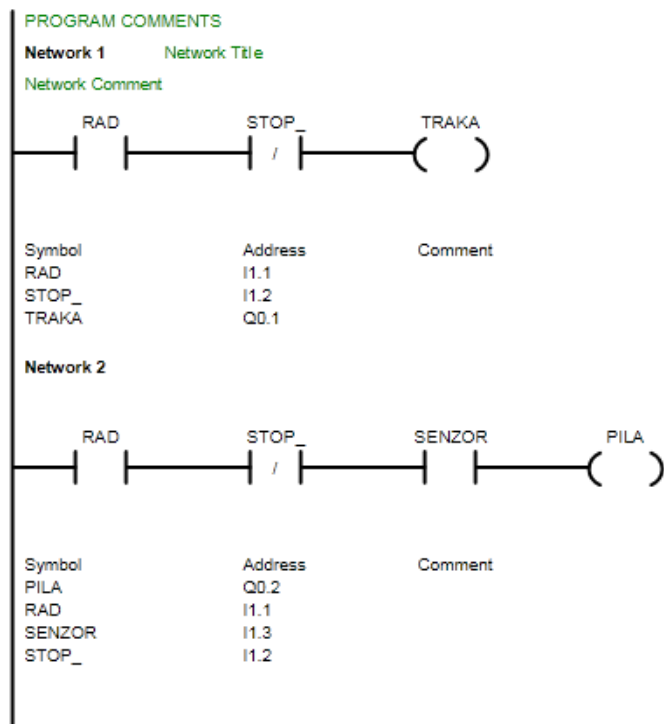 PROGRAM COMMENTS
Network 1 Network Title
Network Comment
RAD STOP_ TRAKA
/
Symbol Address Comment
RAD I1.1
STOP_ I1.2
TRAKA Q0.1
Network 2
RAD STOP_ SENZOR PILA
/
Symbol Address Comment
PILA Q0.2
RAD I1.1
SENZOR I1.3
STOP_ I1.2